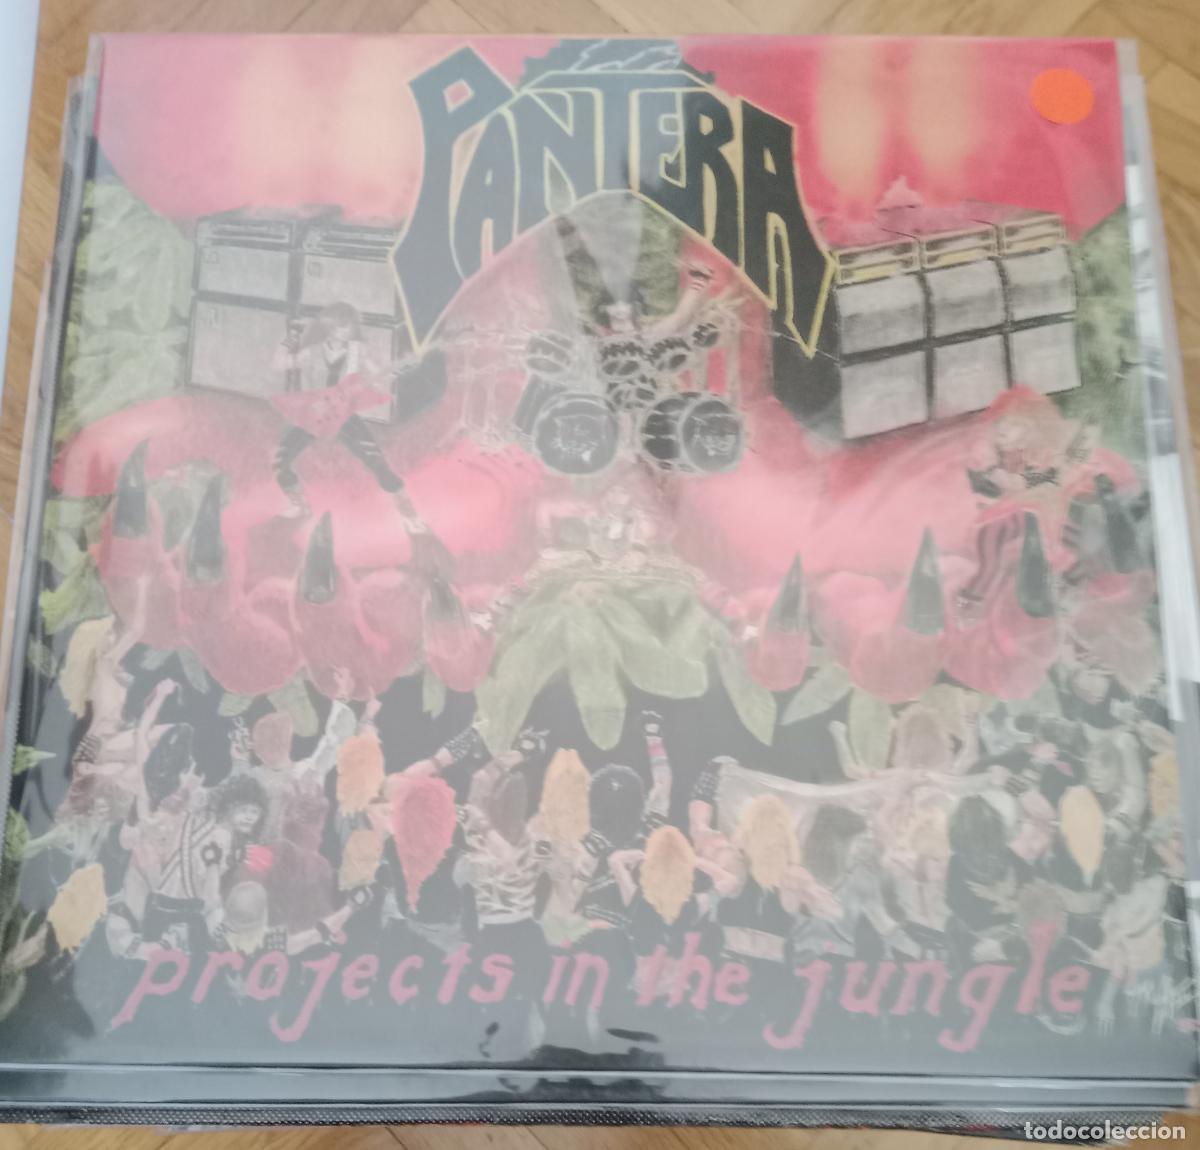 PANTERA
projects in the jungle
todocoleccion